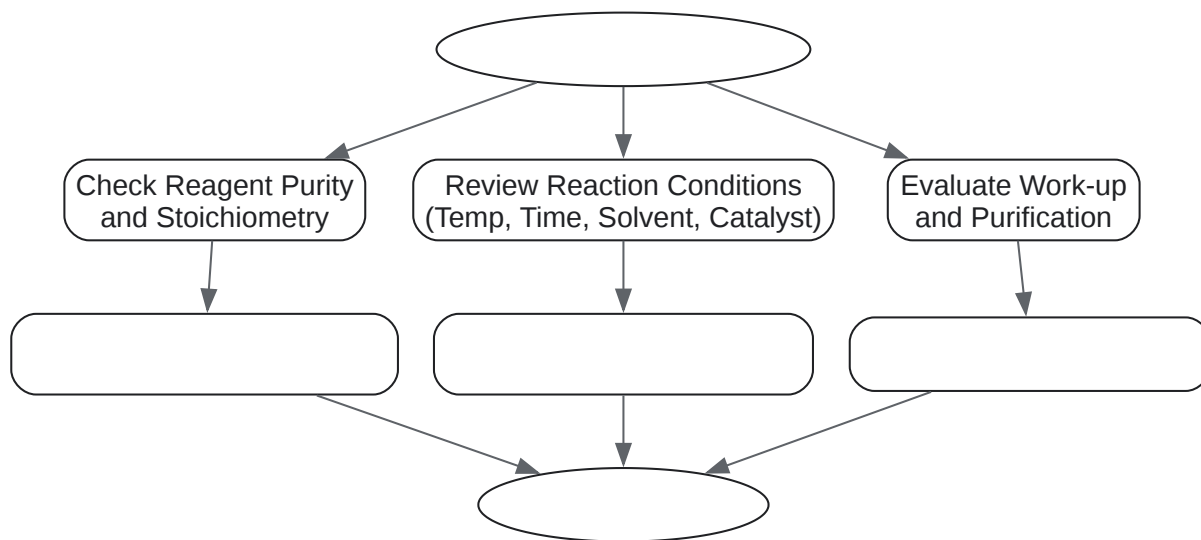 Check Reagent Purity
and Stoichiometry
Review Reaction Conditions
(Temp, Time, Solvent, Catalyst)
Evaluate Work-up
and Purification